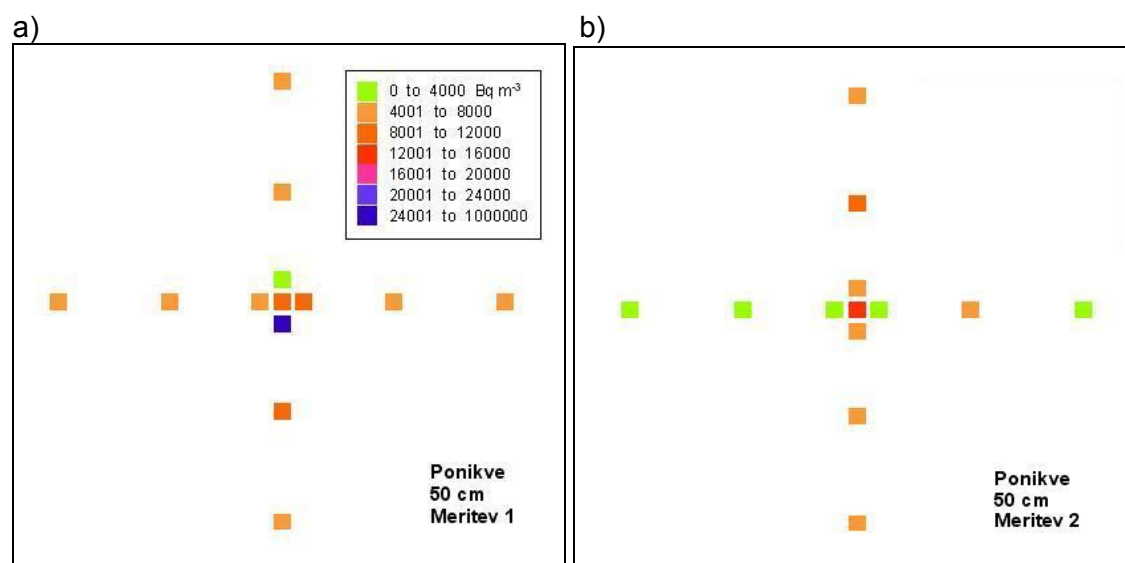 a)
b)
0 to 4000 Bq m⁻³
4001 to 8000
8001 to 12000
12001 to 16000
16001 to 20000
20001 to 24000
24001 to 1000000
Ponikve
50 cm
Meritev 1
Ponikve
50 cm
Meritev 2